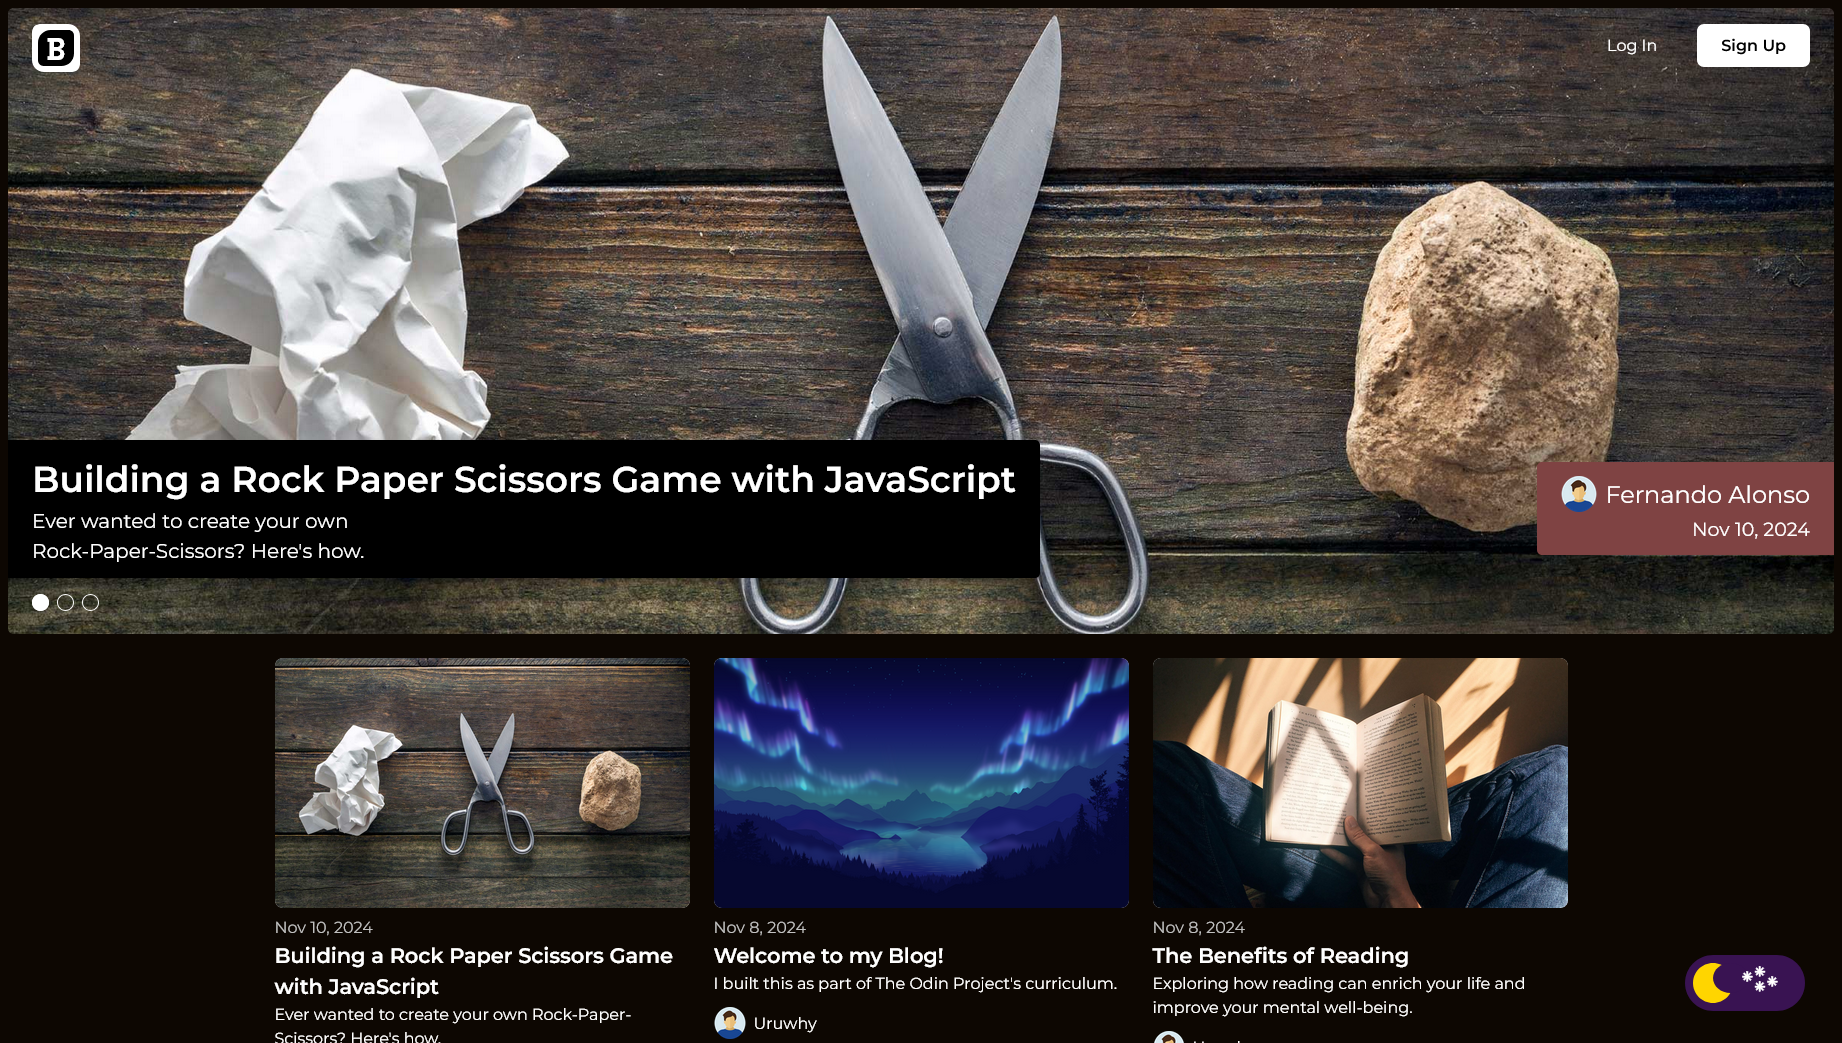 B
Log In
Sign Up
Building a Rock Paper Scissors Game with JavaScript
Ever wanted to create your own
Rock-Paper-Scissors? Here's how.
Fernando Alonso
Nov 10, 2024
Nov 10, 2024
Building a Rock Paper Scissors Game
with JavaScript
Ever wanted to create your own Rock-Paper-
Scissors? Here's how.
Nov 8, 2024
Welcome to my Blog!
I built this as part of The Odin Project's curriculum.
Uruwhy
Nov 8, 2024
The Benefits of Reading
Exploring how reading can enrich your life and
improve your mental well-being.